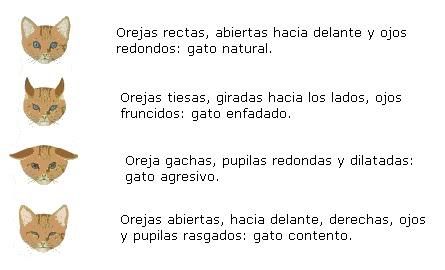 Orejas rectas, abiertas hacia delante y ojos
redondos: gato natural.
Orejas tiesas, giradas hacia los lados, ojos
fruncidos: gato enfadado.
Oreja gachas, pupilas redondas y dilatadas:
gato agresivo.
Orejas abiertas, hacia delante, derechas, ojos
y pupilas rasgados: gato contento.